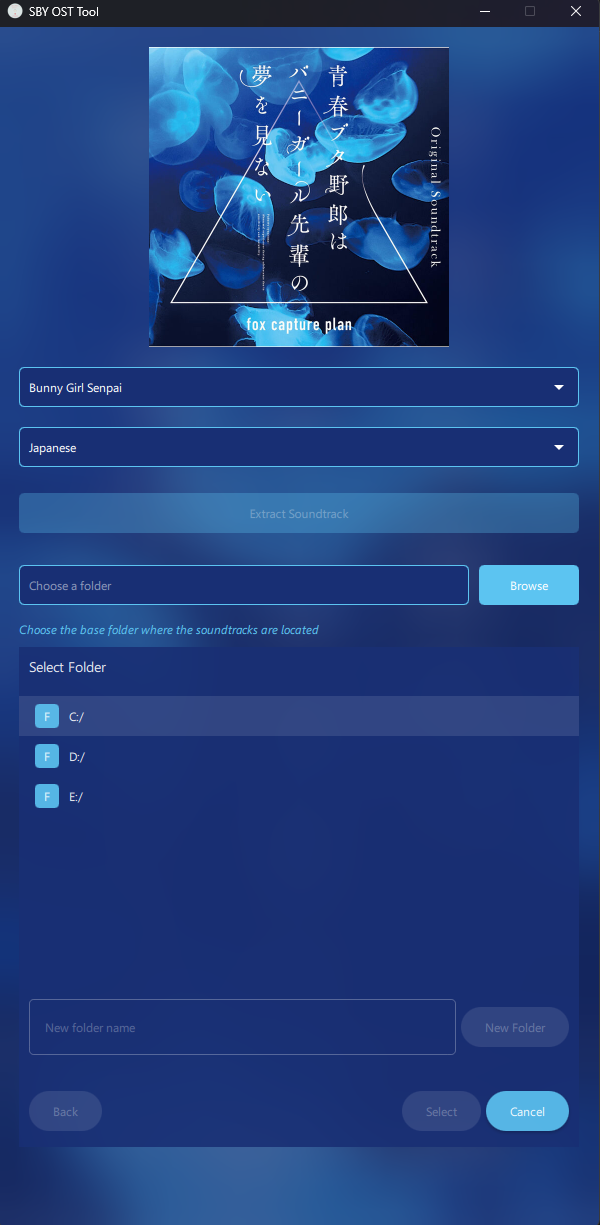 SBY OST Tool
青春ブタ野郎は
バニーガール先輩の
夢を見ない
Original Soundtrack
fox capture plan
Bunny Girl Senpai
Japanese
Extract Soundtrack
Choose a folder
Browse
Choose the base folder where the soundtracks are located
Select Folder
F C:/
F D:/
F E:/
New folder name
New Folder
Back
Select
Cancel